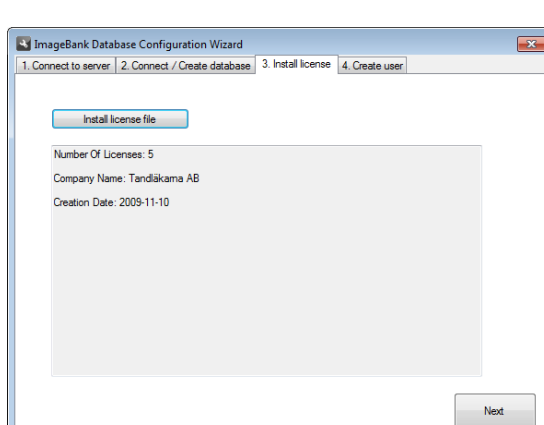 ImageBank Database Configuration Wizard
1. Connect to server 2. Connect / Create database 3. Install license 4. Create user
Install license file
Number Of Licenses: 5
Company Name: Tandläkarna AB
Creation Date: 2009-11-10
Next